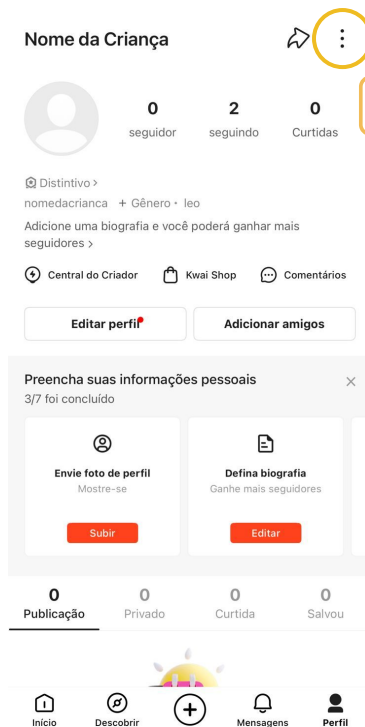 Nome da Criança
0 2 0
seguidor seguindo Curtidas
Distintivo >
nomedacrianca + Gênero · leo
Adicione uma biografia e você poderá ganhar mais
seguidores >
Central do Criador Kwai Shop Comentários
Editar perfil Adicionar amigos
Preencha suas informações pessoais
3/7 foi concluído
Envie foto de perfil Defina biografia
Mostre-se Ganhe mais seguidores
Subir Editar
0 0 0 0
Publicação Privado Curtida Salvou
Início Descobrir Mensagens Perfil